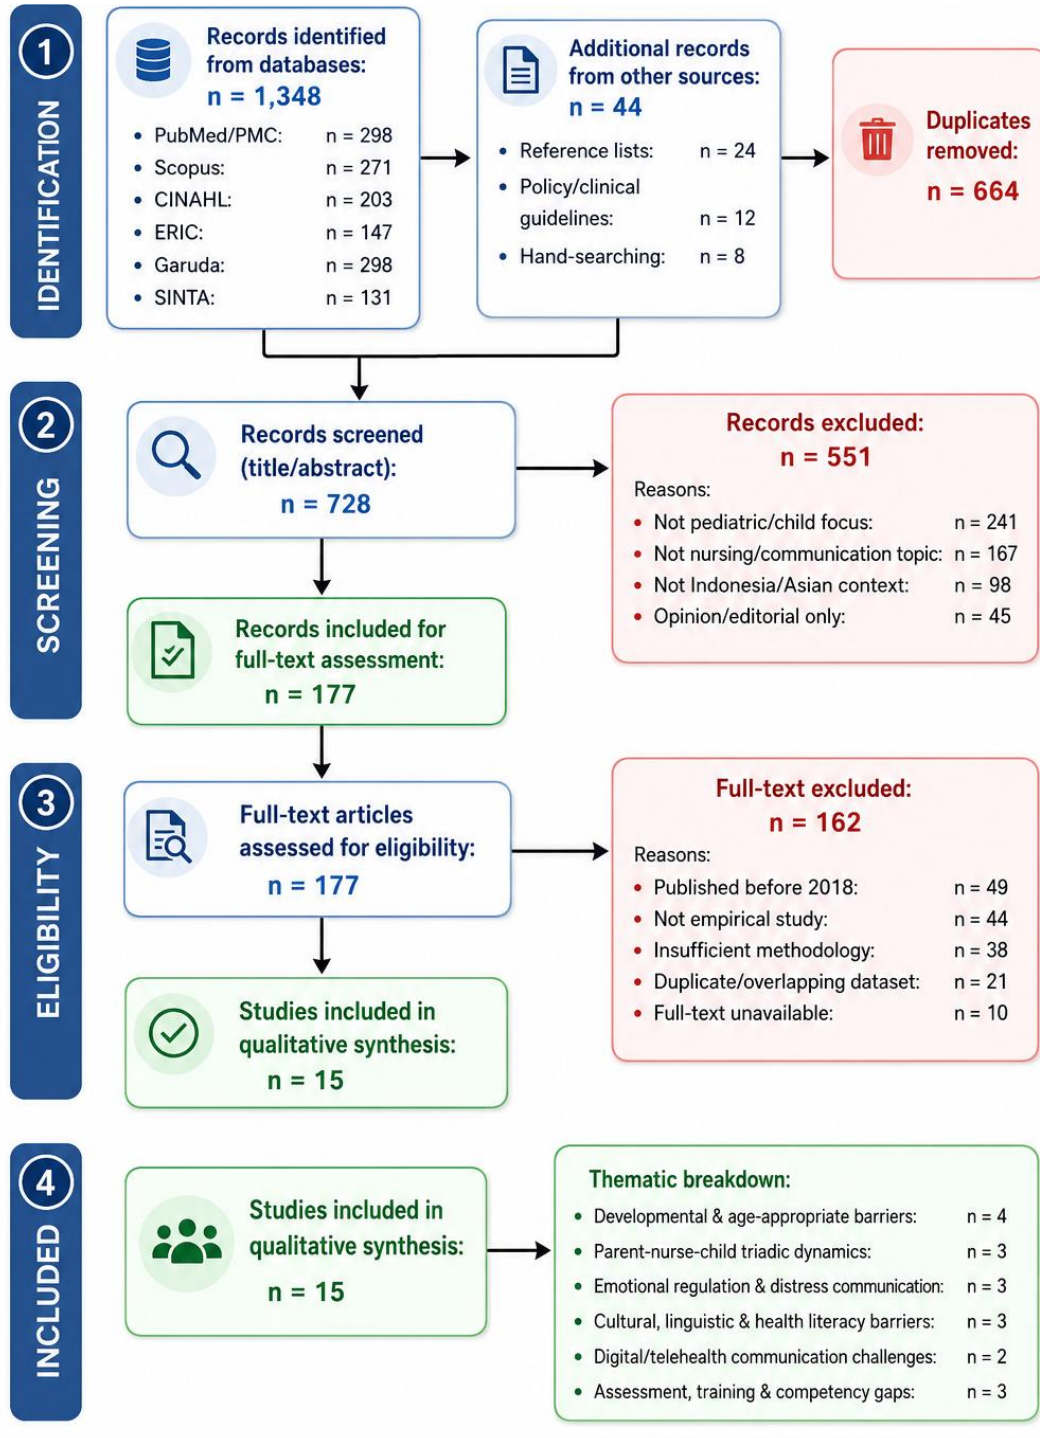 1
IDENTIFICATION
Records identified
from databases:
n = 1,348
• PubMed/PMC: n = 298
• Scopus: n = 271
• CINAHL: n = 203
• ERIC: n = 147
• Garuda: n = 298
• SINTA: n = 131
Additional records
from other sources:
n = 44
• Reference lists: n = 24
• Policy/clinical
guidelines: n = 12
• Hand-searching: n = 8
Duplicates
removed:
n = 664
2
SCREENING
Records screened
(title/abstract):
n = 728
Records excluded:
n = 551
Reasons:
• Not pediatric/child focus: n = 241
• Not nursing/communication topic: n = 167
• Not Indonesia/Asian context: n = 98
• Opinion/editorial only: n = 45
Records included for
full-text assessment:
n = 177
3
ELIGIBILITY
Full-text articles
assessed for eligibility:
n = 177
Full-text excluded:
n = 162
Reasons:
• Published before 2018: n = 49
• Not empirical study: n = 44
• Insufficient methodology: n = 38
• Duplicate/overlapping dataset: n = 21
• Full-text unavailable: n = 10
Studies included in
qualitative synthesis:
n = 15
4
INCLUDED
Studies included in
qualitative synthesis:
n = 15
Thematic breakdown:
• Developmental & age-appropriate barriers: n = 4
• Parent-nurse-child triadic dynamics: n = 3
• Emotional regulation & distress communication: n = 3
• Cultural, linguistic & health literacy barriers: n = 3
• Digital/telehealth communication challenges: n = 2
• Assessment, training & competency gaps: n = 3